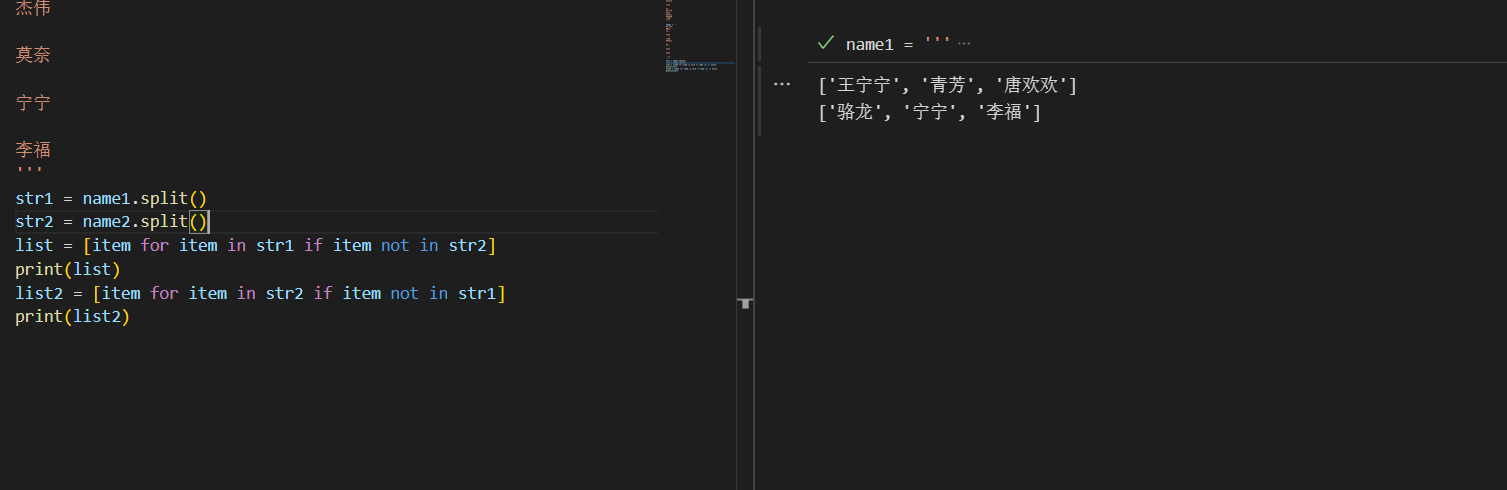 杰伟
莫奈
宁宁
李福
'''
str1 = name1.split()
str2 = name2.split()
list = [item for item in str1 if item not in str2]
print(list)
list2 = [item for item in str2 if item not in str1]
print(list2)
name1 = ''' ···
['王宁宁', '青芳', '唐欢欢']
['骆龙', '宁宁', '李福']